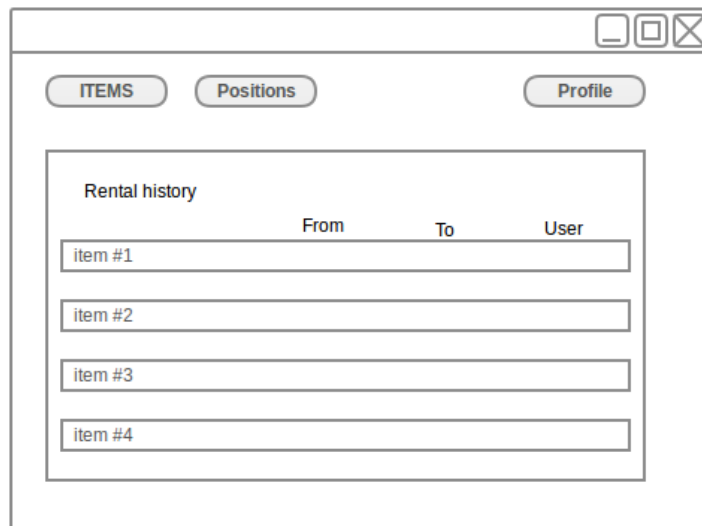 ITEMS Positions Profile
Rental history
From To User
item #1
item #2
item #3
item #4